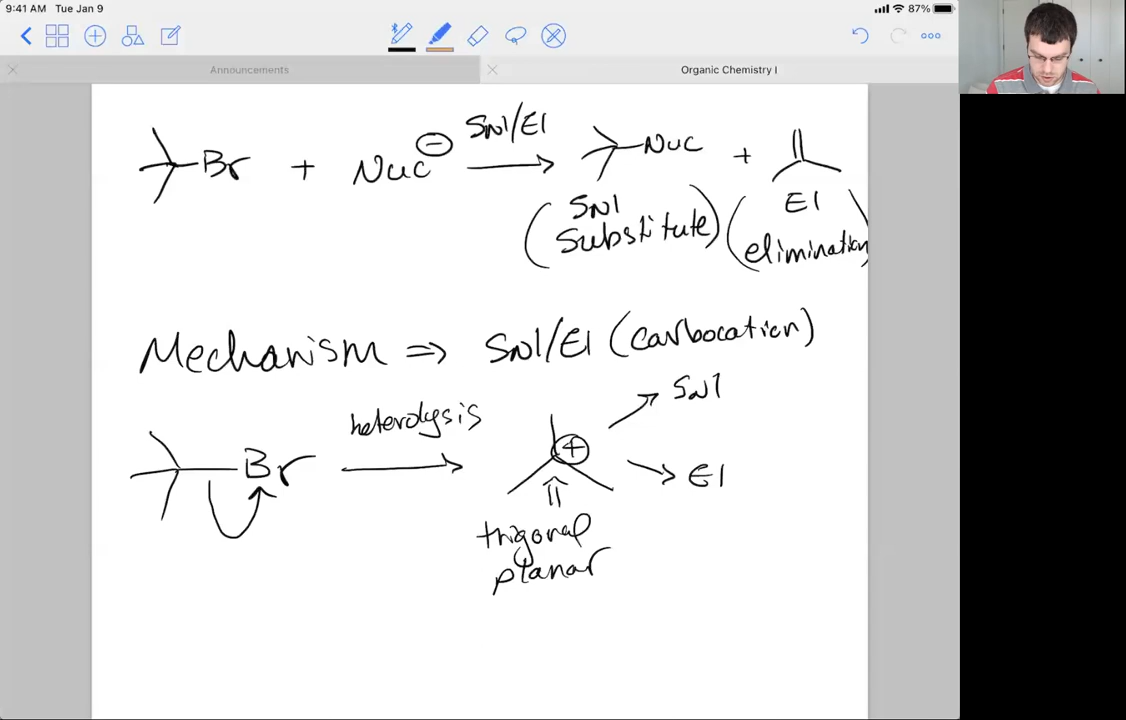 9:41 AM Tue Jan 9
87%
Announcements
Organic Chemistry I
Br + Nuc ⊖ SN1/E1 Nuc +
SN1 E1
(Substitute) (elimination)
Mechanism ⇒ SN1/E1 (carbocation)
heterolysis SN1
Br + E1
trigonal
planar